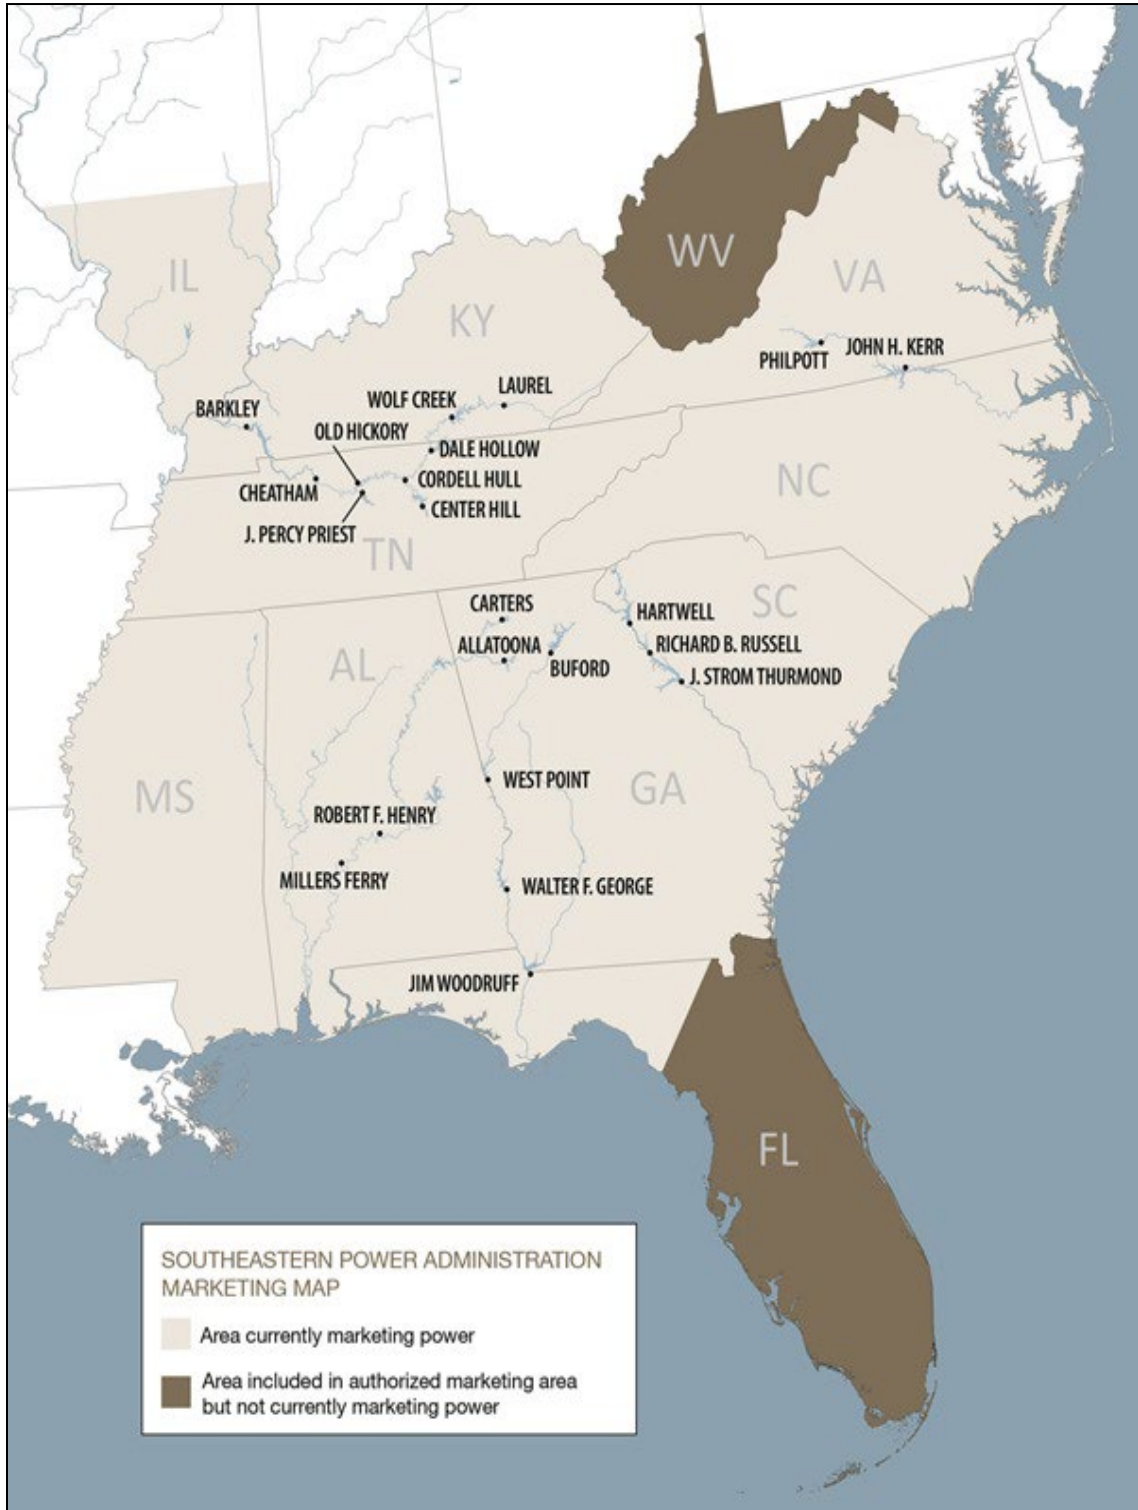 WV
IL
VA
KY
PHILPOTT
JOHN H. KERR
LAUREL
WOLF CREEK
BARKLEY
OLD HICKORY
DALE HOLLOW
CORDELL HULL
CHEATHAM
CENTER HILL
NC
J. PERCY PRIEST
TN
CARTERS
SC
HARTWELL
ALLATOONA
RICHARD B. RUSSELL
BUFORD
AL
J. STROM THURMOND
WEST POINT
GA
MS
ROBERT F. HENRY
MILLERS FERRY
WALTER F. GEORGE
JIM WOODRUFF
FL
SOUTHEASTERN POWER ADMINISTRATION
MARKETING MAP
Area currently marketing power
Area included in authorized marketing area
but not currently marketing power